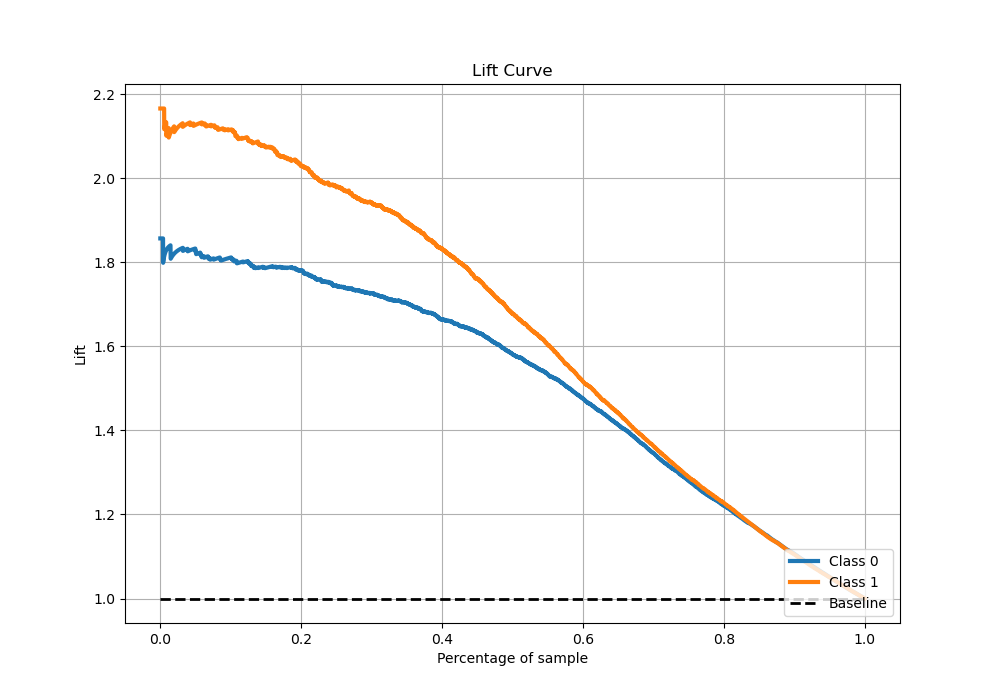 Lift Curve
Lift
2.2
2.0
1.8
1.6
1.4
1.2
1.0
0.0 0.2 0.4 0.6 0.8 1.0
Percentage of sample
Class 0
Class 1
Baseline